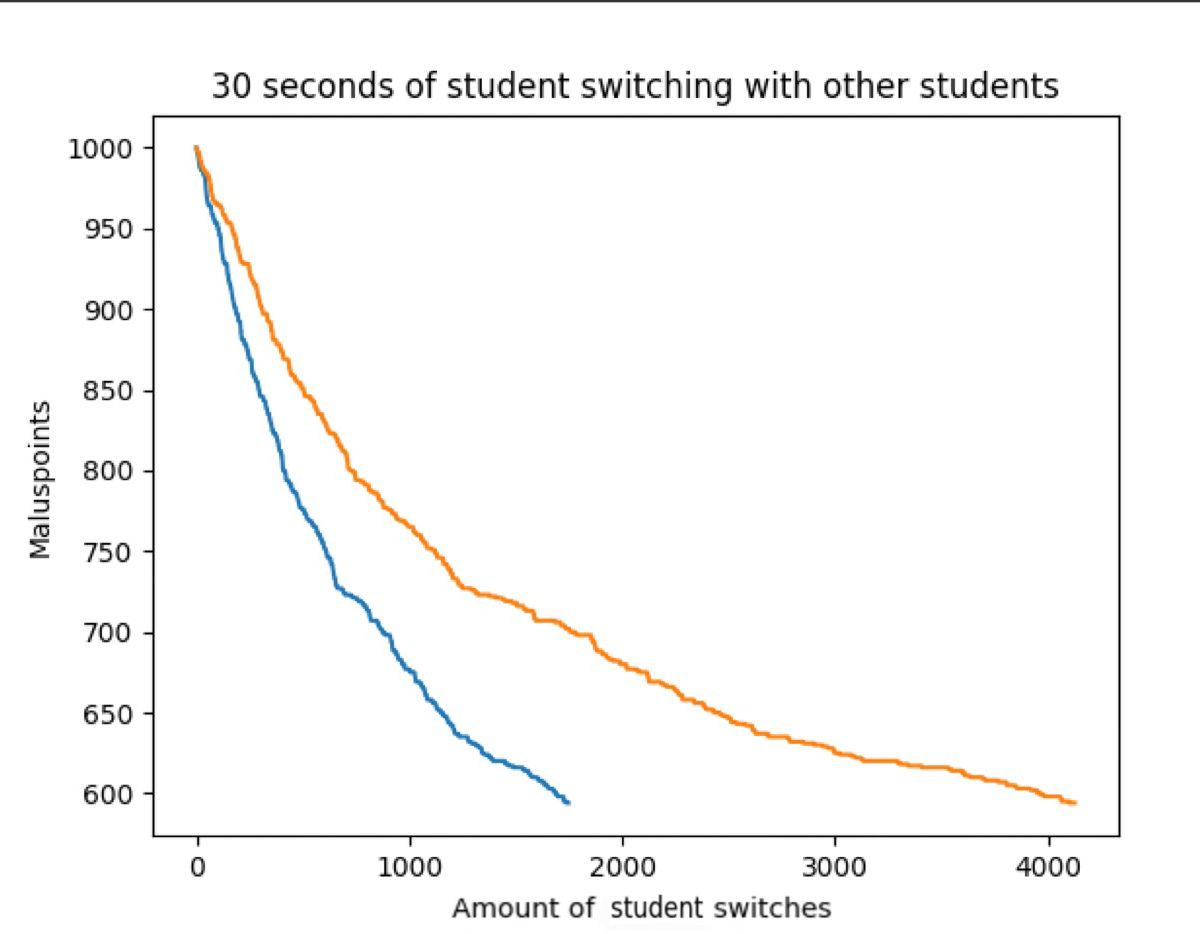 30 seconds of student switching with other students
1000
950
900
850
800
750
700
650
600
Maluspoints
0 1000 2000 3000 4000
Amount of student switches